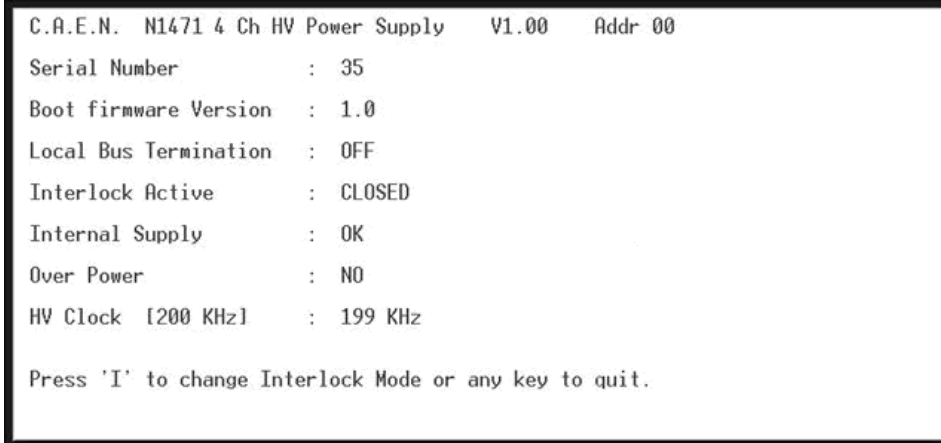 C.A.E.N.  N1471 4 Ch HV Power Supply    V1.00    Addr 00
Serial Number             :  35
Boot firmware Version   :  1.0
Local Bus Termination   :  OFF
Interlock Active          :  CLOSED
Internal Supply           :  OK
Over Power                :  NO
HV Clock  [200 KHz]     :  199 KHz
Press 'I' to change Interlock Mode or any key to quit.